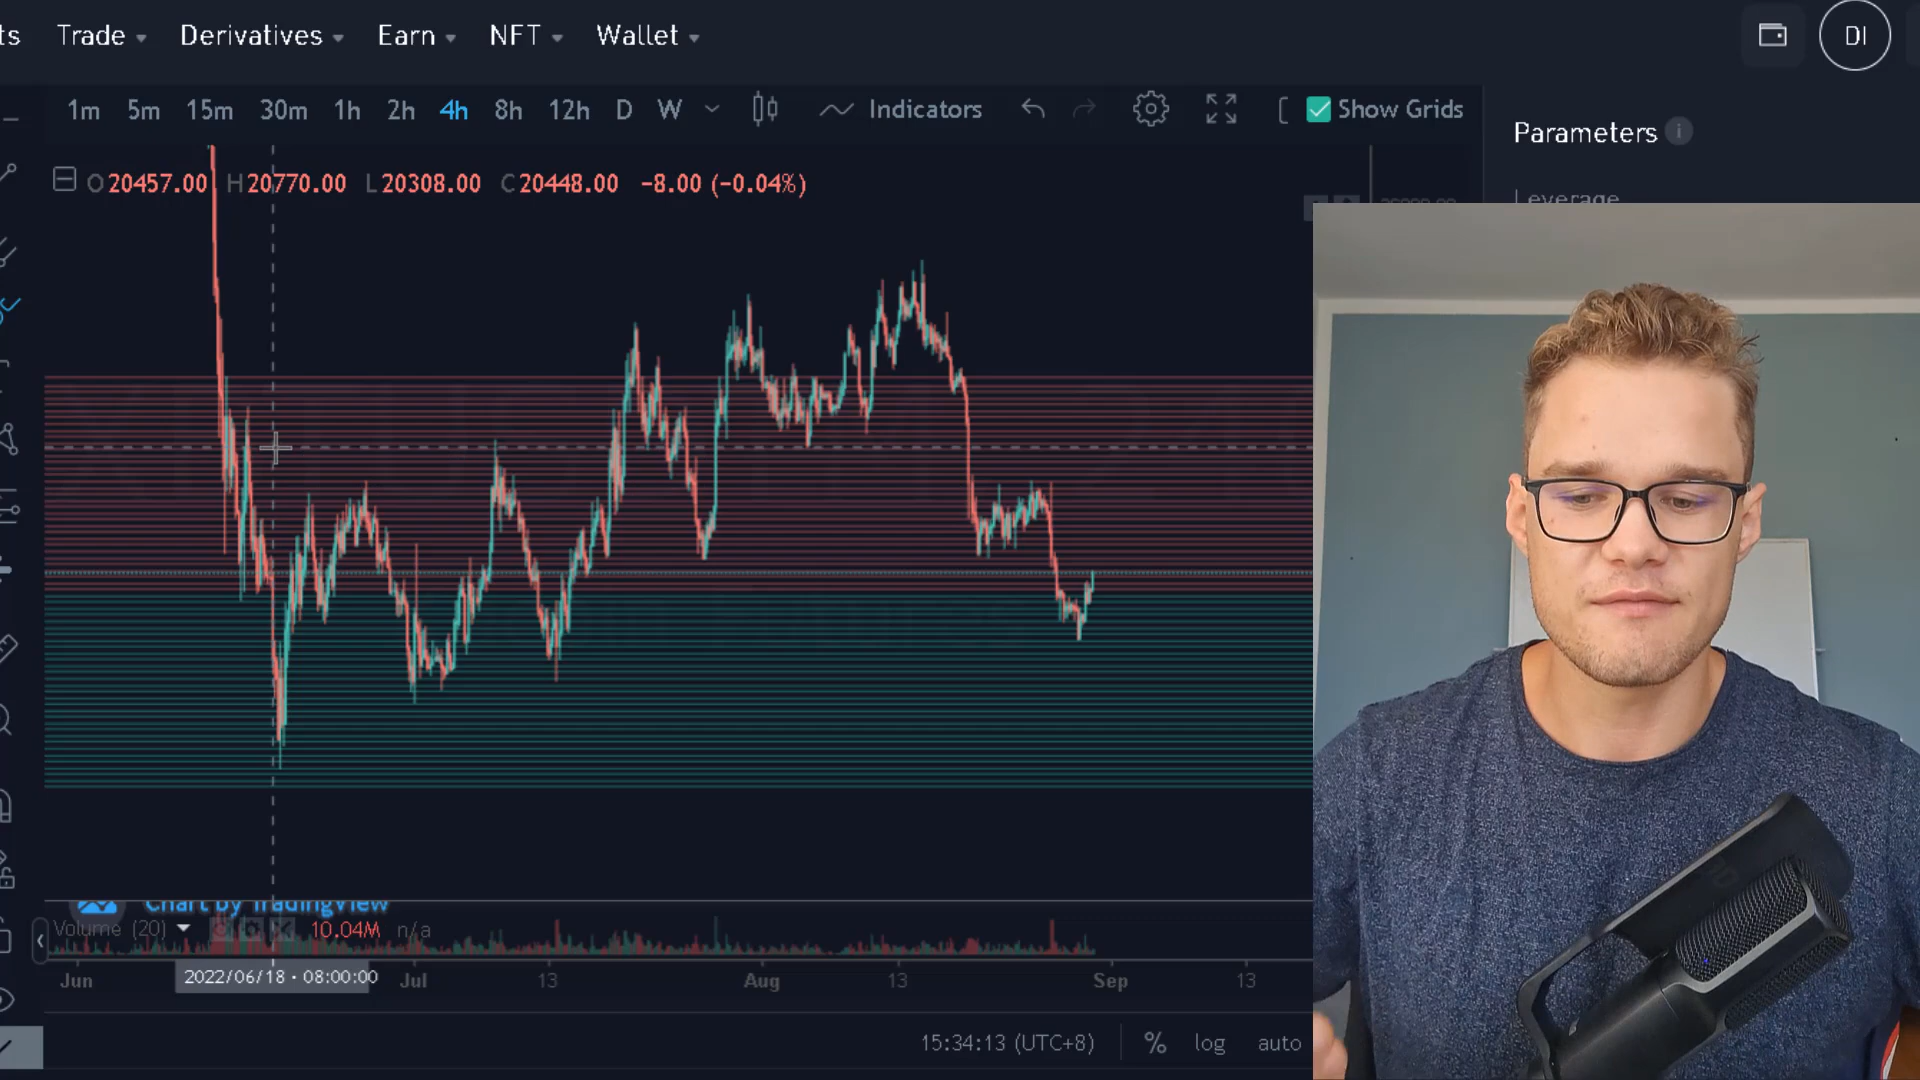 ts Trade Derivatives Earn NFT Wallet DI
1m 5m 15m 30m 1h 2h 4h 8h 12h D W Indicators Show Grids
Parameters i
Leverage
O 20457.00 H 20770.00 L 20308.00 C 20448.00 -8.00 (-0.04%)
Chart by TradingView
Volume (20) 10.04M n/a
Jun 2022/06/18 • 08:00:00 Jul 13 Aug 13 Sep 13
15:34:13 (UTC+8) % log auto